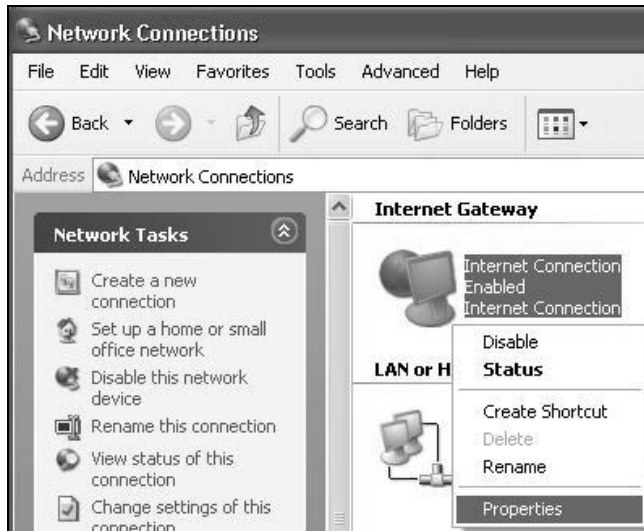 Network Connections
File Edit View Favorites Tools Advanced Help
Back Search Folders
Address Network Connections
Network Tasks
Create a new
connection
Set up a home or small
office network
Disable this network
device
Rename this connection
View status of this
connection
Change settings of this
connection
Internet Gateway
Internet Connection
Enabled
Internet Connection
LAN or H
Disable
Status
Create Shortcut
Delete
Rename
Properties